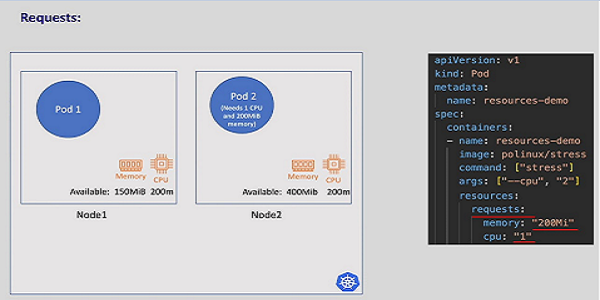 Requests:
Pod 1
Memory CPU
Available: 150MiB 200m
Node1
Pod 2
(Needs 1 CPU
and 200MiB
memory)
Memory CPU
Available: 400Mib 200m
Node2
apiVersion: v1
kind: Pod
metadata:
  name: resources-demo
spec:
  containers:
  - name: resources-demo
    image: polinux/stress
    command: ["stress"]
    args: ["--cpu", "2"]
    resources:
      requests:
        memory: "200Mi"
        cpu: "1"